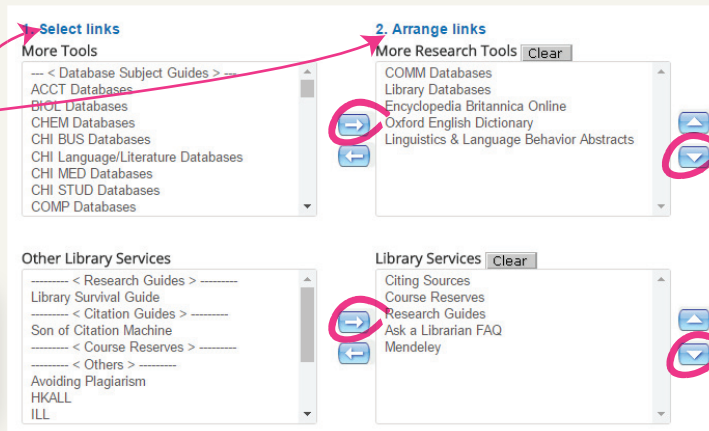 1. Select links
More Tools
--- < Database Subject Guides > ---
ACCT Databases
BIOL Databases
CHEM Databases
CHI BUS Databases
CHI Language/Literature Databases
CHI MED Databases
CHI STUD Databases
COMP Databases
2. Arrange links
More Research Tools Clear
COMM Databases
Library Databases
Encyclopedia Britannica Online
Oxford English Dictionary
Linguistics & Language Behavior Abstracts
Other Library Services
--------- < Research Guides > ---------
Library Survival Guide
--------- < Citation Guides > ---------
Son of Citation Machine
--------- < Course Reserves > ---------
--------- < Others > ---------
Avoiding Plagiarism
HKALL
ILL
Library Services Clear
Citing Sources
Course Reserves
Research Guides
Ask a Librarian FAQ
Mendeley